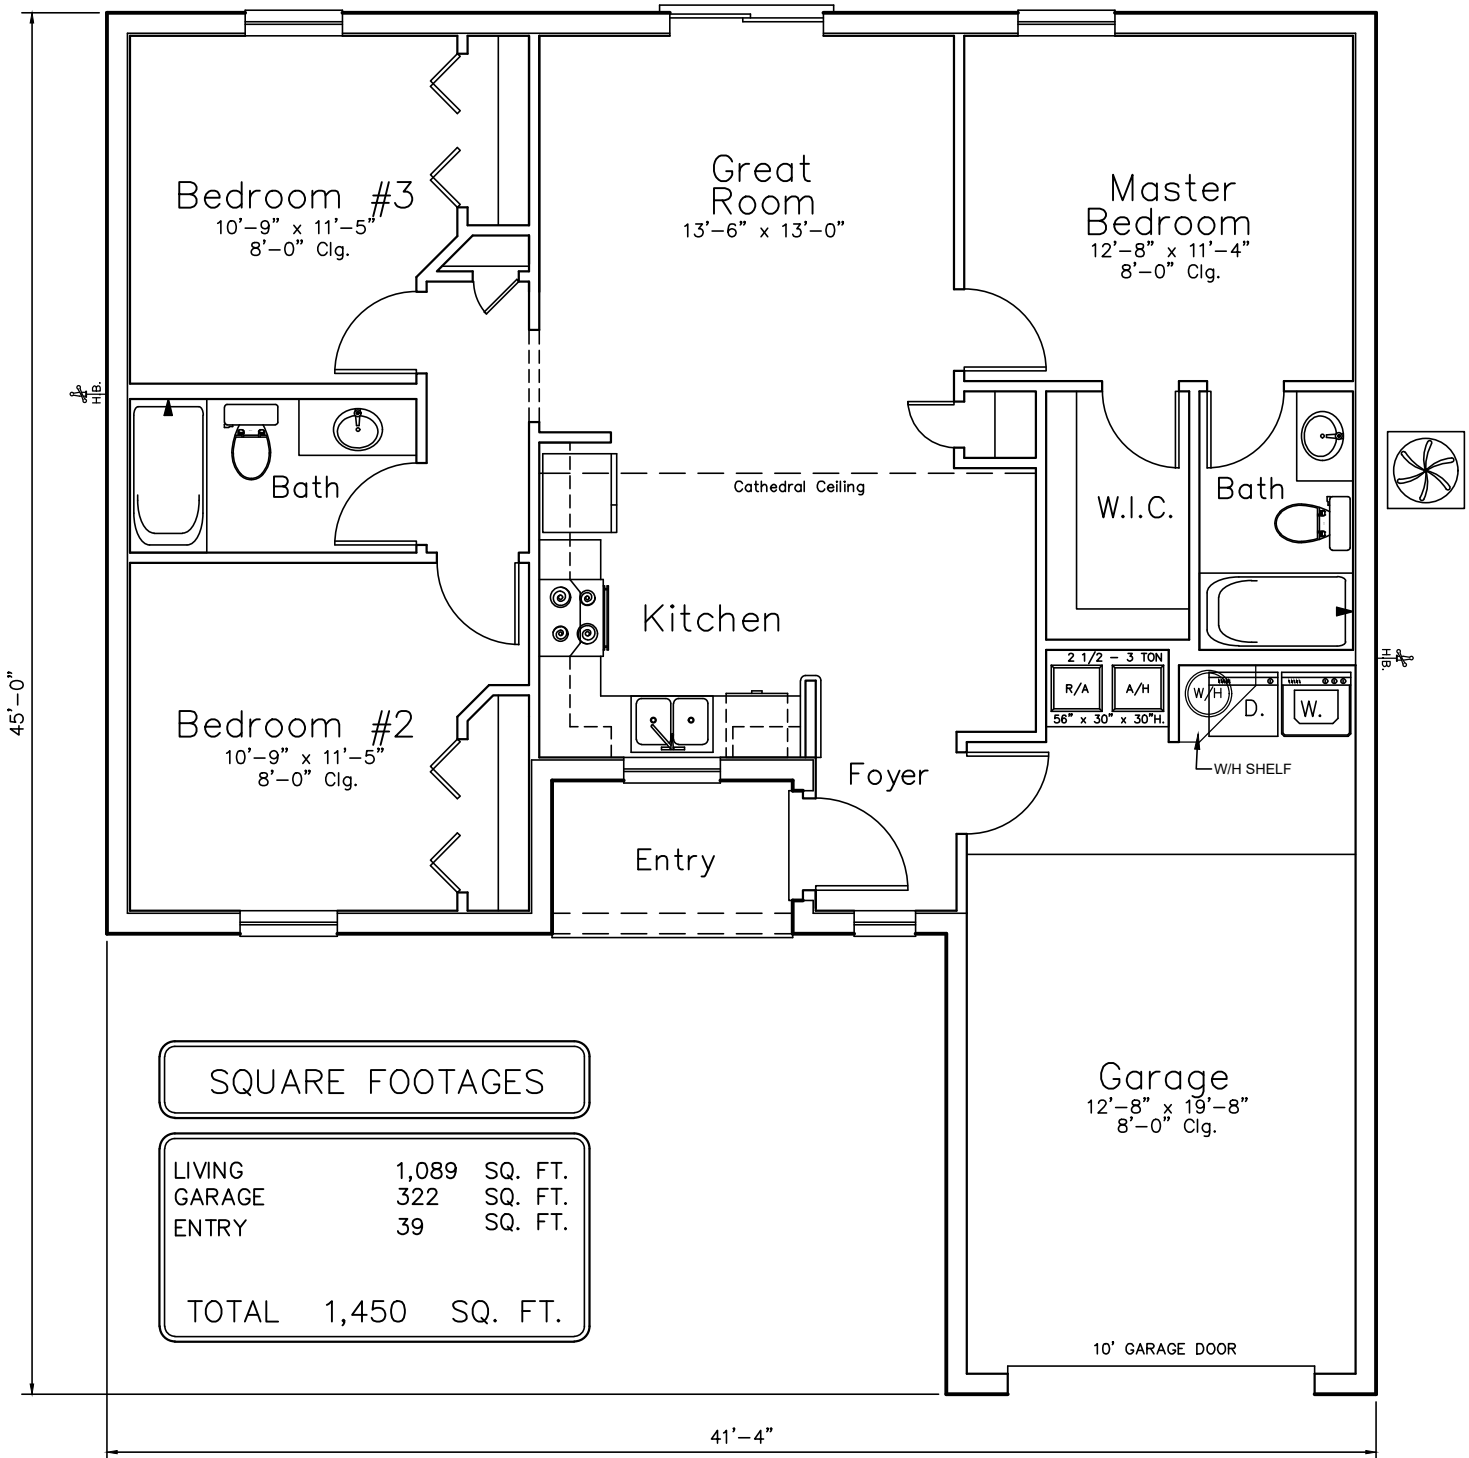 Bedroom #3
10'-9" x 11'-5"
8'-0" Clg.
Great
Room
13'-6" x 13'-0"
Master
Bedroom
12'-8" x 11'-4"
8'-0" Clg.
H.B.
Bath
Cathedral Ceiling
W.I.C.
Bath
Kitchen
H.B.
2 1/2 - 3 TON
R/A
A/H
56" x 30" x 30"H.
W/H
D.
W.
W/H SHELF
45'-0"
Bedroom #2
10'-9" x 11'-5"
8'-0" Clg.
Foyer
Entry
SQUARE FOOTAGES
LIVING 1,089 SQ. FT.
GARAGE 322 SQ. FT.
ENTRY 39 SQ. FT.
TOTAL 1,450 SQ. FT.
Garage
12'-8" x 19'-8"
8'-0" Clg.
10' GARAGE DOOR
41'-4"